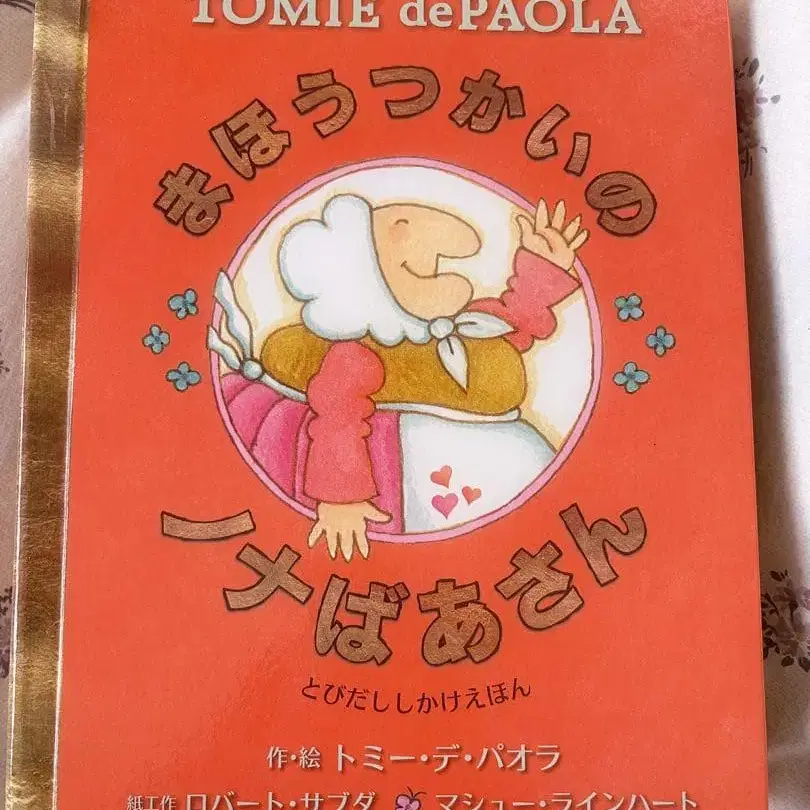 TOMIE dePAOLA
まほうつかいの
ノナばあさん
とびだししかけえほん
作・絵 トミー・デ・パオラ
紙工作 ロバート・サブダ マシュー・ラインハート